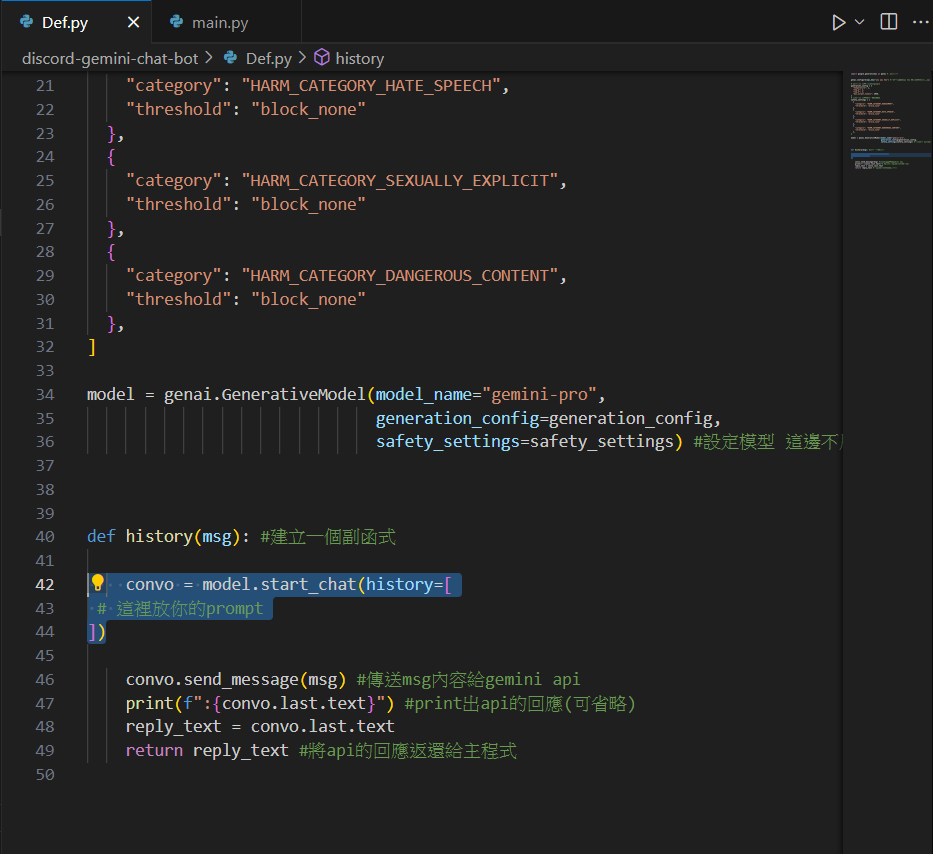 Def.py
main.py
discord-gemini-chat-bot > Def.py > history
21 "category": "HARM_CATEGORY_HATE_SPEECH",
22 "threshold": "block_none"
23 },
24 {
25 "category": "HARM_CATEGORY_SEXUALLY_EXPLICIT",
26 "threshold": "block_none"
27 },
28 {
29 "category": "HARM_CATEGORY_DANGEROUS_CONTENT",
30 "threshold": "block_none"
31 },
32 ]
33
34 model = genai.GenerativeModel(model_name="gemini-pro",
35 generation_config=generation_config,
36 safety_settings=safety_settings) #設定模型 這邊不
37
38
39
40 def history(msg): #建立一個副函式
41
42 convo = model.start_chat(history=[
43 # 這裡放你的prompt
44 ])
45
46 convo.send_message(msg) #傳送msg內容給gemini api
47 print(f":{convo.last.text}") #print出api的回應(可省略)
48 reply_text = convo.last.text
49 return reply_text #將api的回應返還給主程式
50